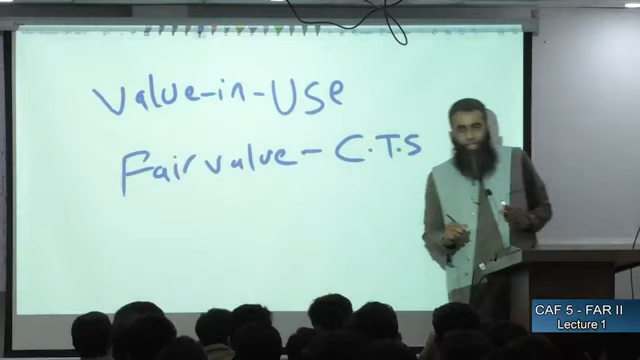 Value-in-Use
Fair value - C.T.S
CAF 5 - FAR II
Lecture 1